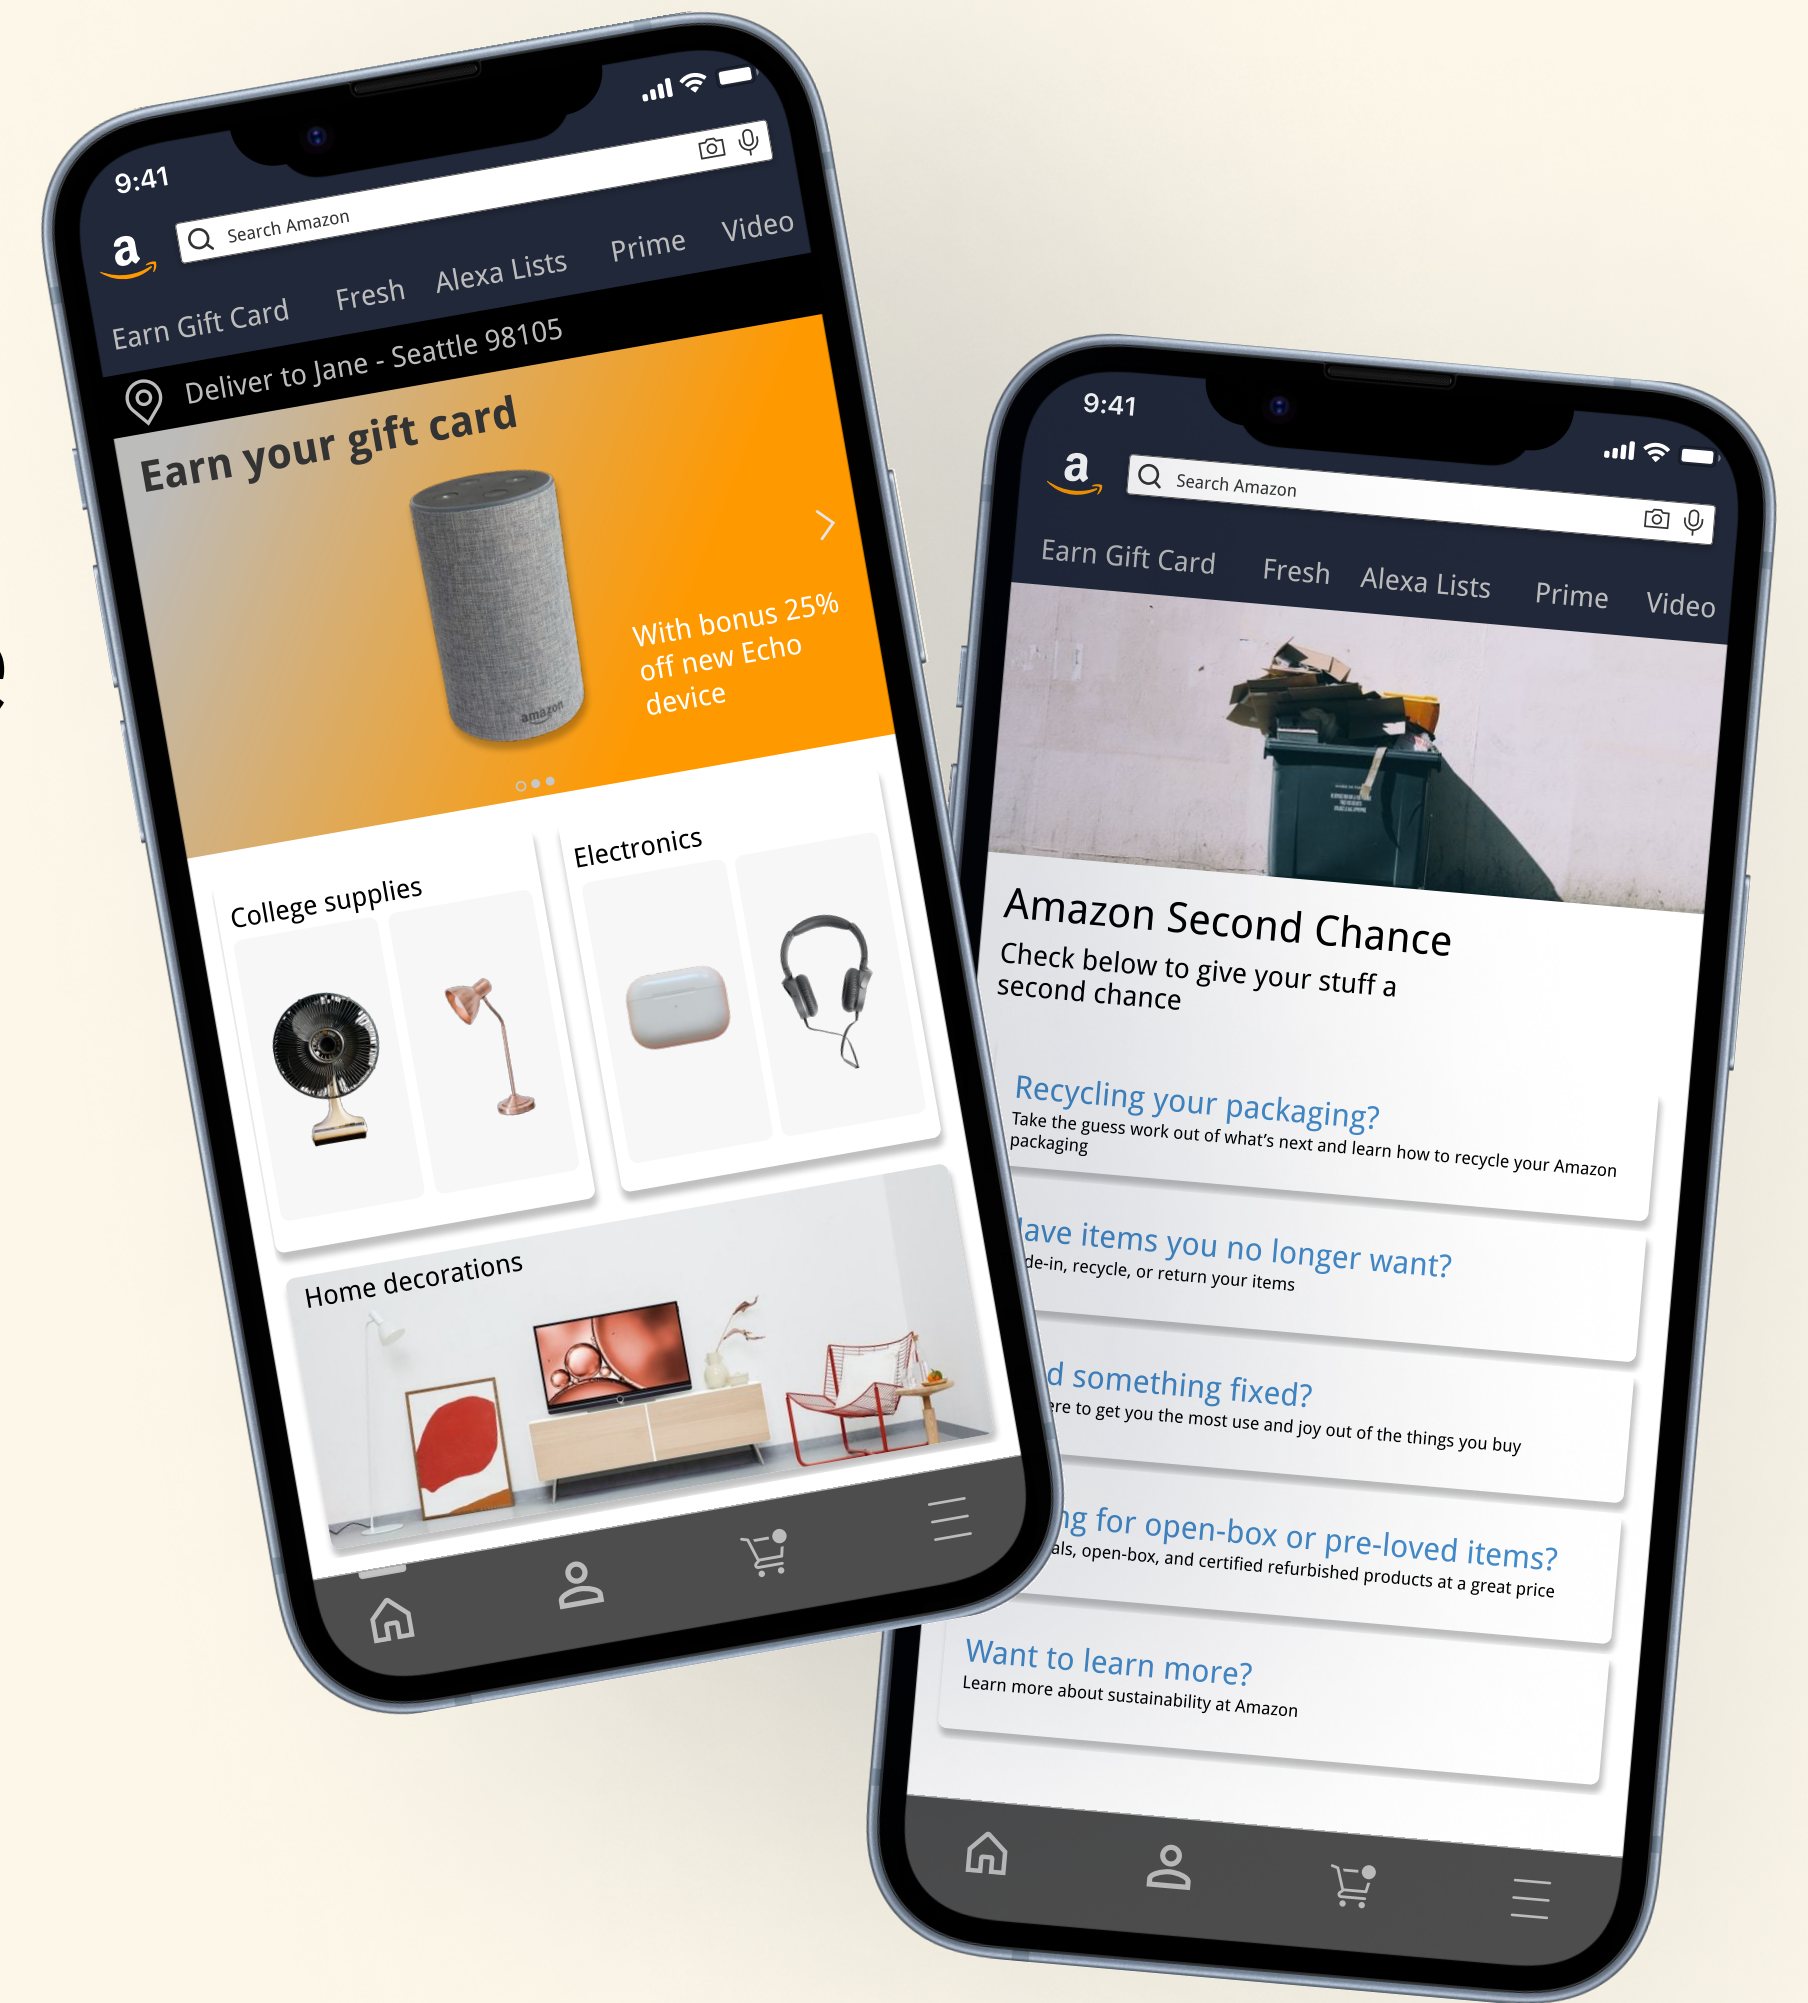 9:41
a
Search Amazon
Earn Gift Card Fresh Alexa Lists Prime Video
Deliver to Jane - Seattle 98105
Earn your gift card
With bonus 25%
off new Echo
device
amazon
College supplies
Electronics
Home decorations
9:41
a
Search Amazon
Earn Gift Card Fresh Alexa Lists Prime Video
Amazon Second Chance
Check below to give your stuff a
second chance
Recycling your packaging?
Take the guess work out of what's next and learn how to recycle your Amazon
packaging
items you no longer want?
recycle, or return your items
something fixed?
to get you the most use and joy out of the things you buy
for open-box or pre-loved items?
open-box, and certified refurbished products at a great price
Want to learn more?
Learn more about sustainability at Amazon